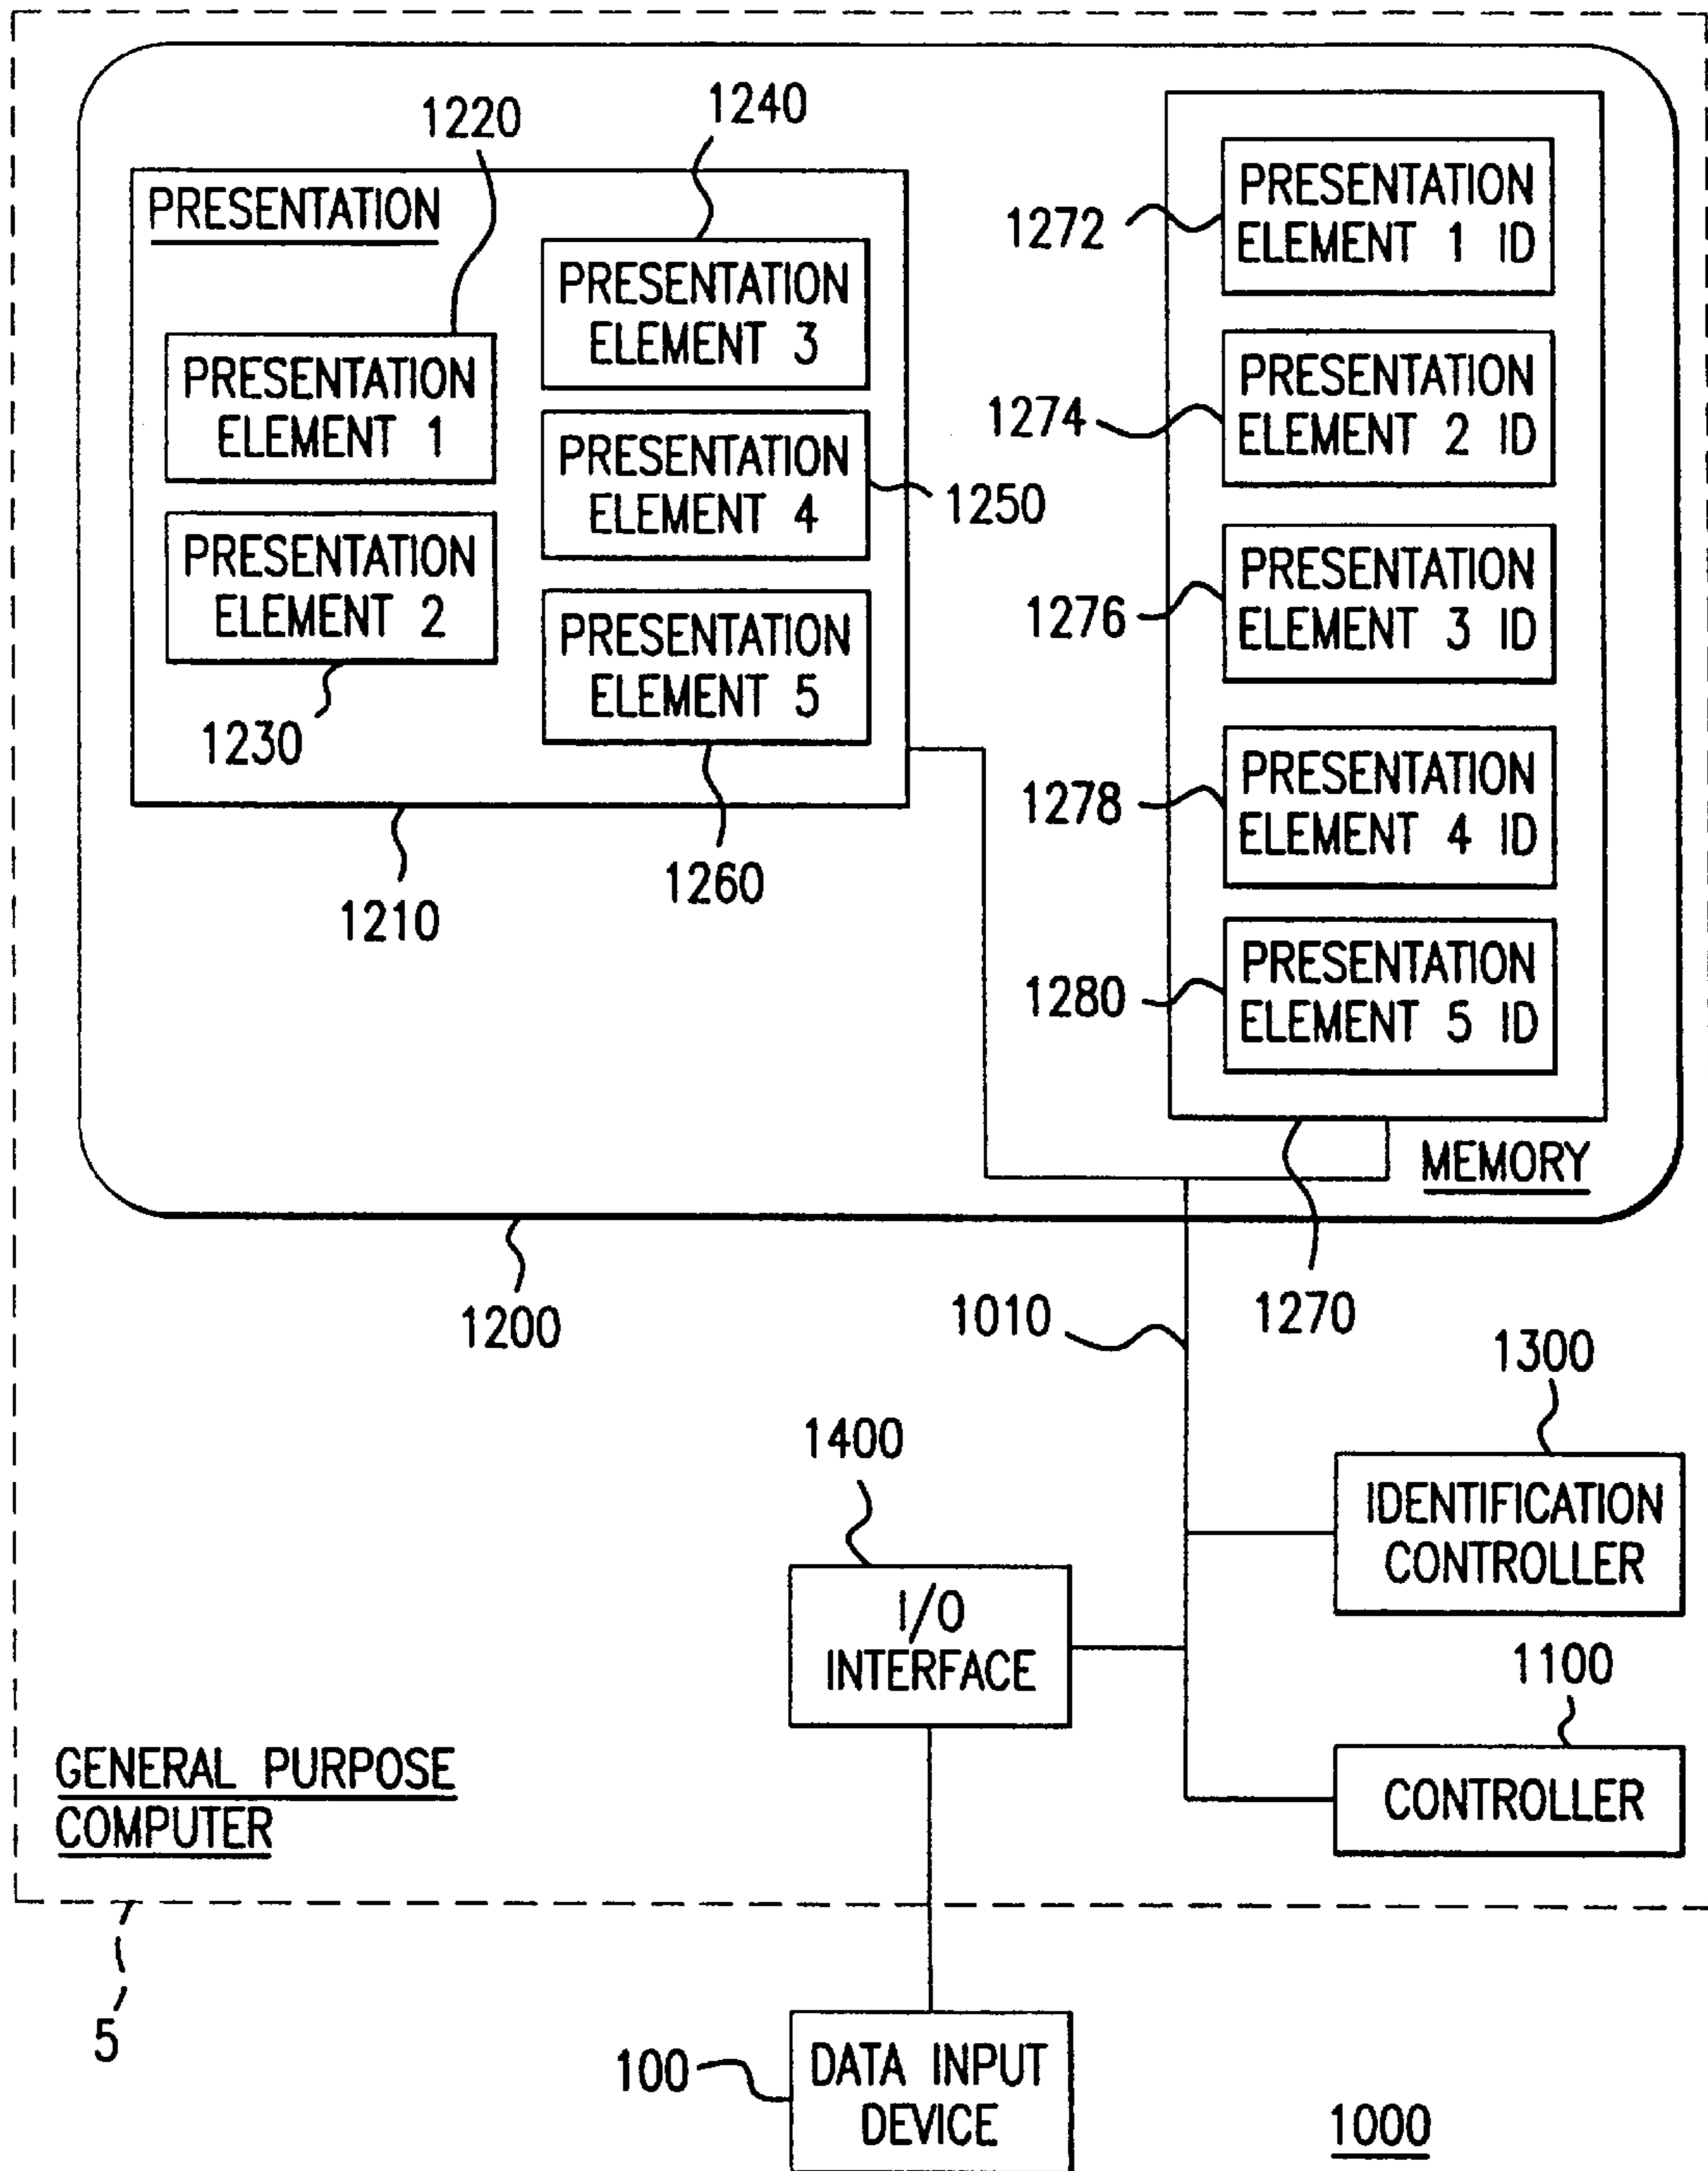 1220
1240
PRESENTATION
PRESENTATION
ELEMENT 1
PRESENTATION
ELEMENT 2
1230
PRESENTATION
ELEMENT 3
PRESENTATION
ELEMENT 4
1250
PRESENTATION
ELEMENT 5
1260
1210
1272
PRESENTATION
ELEMENT 1 ID
1274
PRESENTATION
ELEMENT 2 ID
1276
PRESENTATION
ELEMENT 3 ID
1278
PRESENTATION
ELEMENT 4 ID
1280
PRESENTATION
ELEMENT 5 ID
MEMORY
1200
1010
1270
1300
IDENTIFICATION
CONTROLLER
1400
I/O
INTERFACE
1100
CONTROLLER
GENERAL PURPOSE
COMPUTER
5
100
DATA INPUT
DEVICE
1000